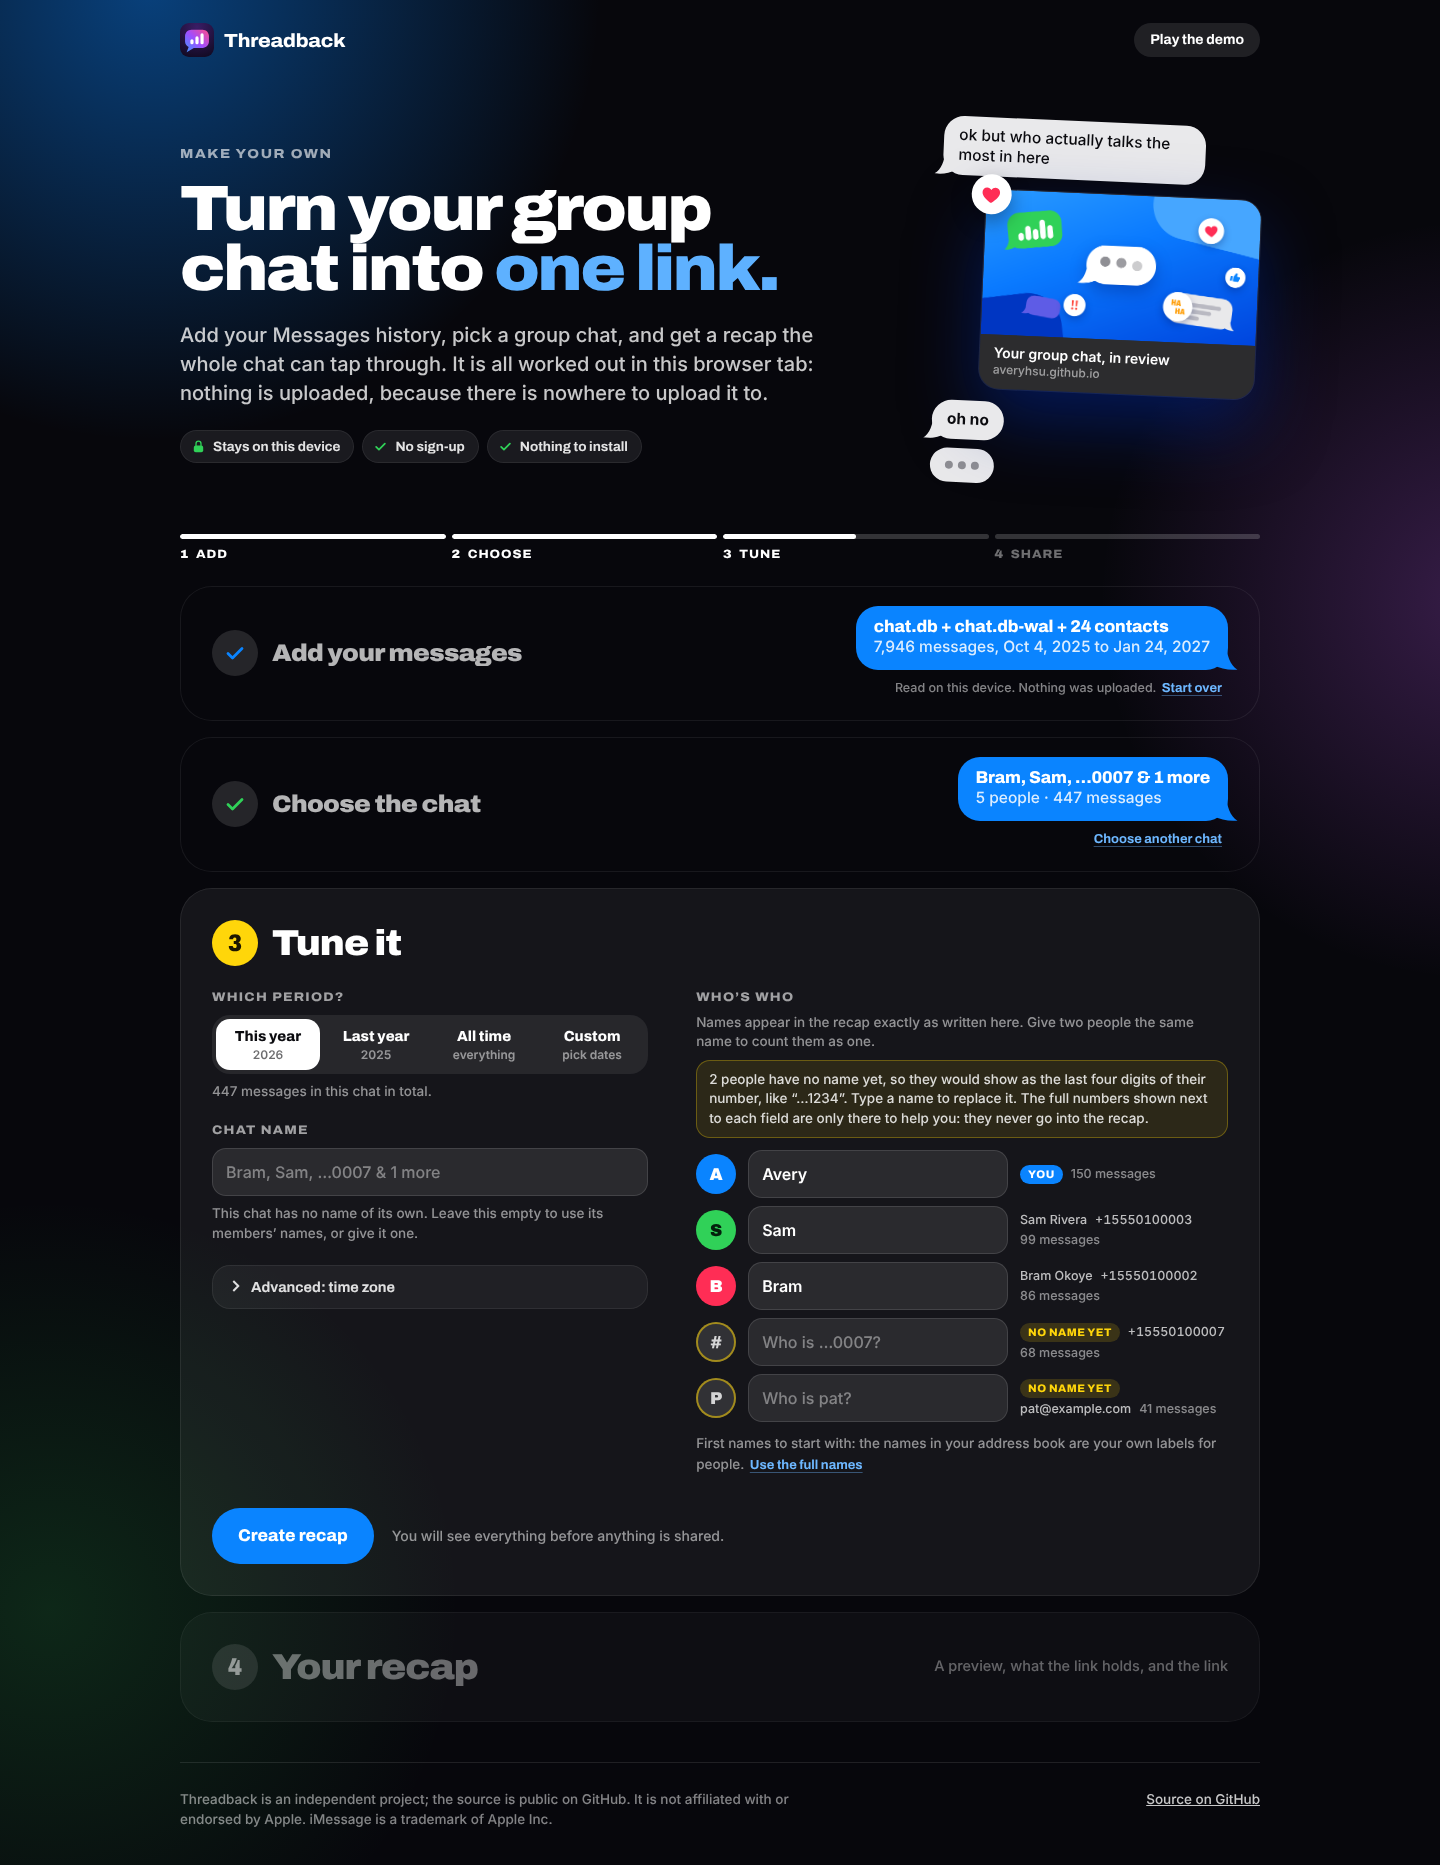 Threadback
Play the demo
MAKE YOUR OWN
Turn your group
chat into one link.
Add your Messages history, pick a group chat, and get a recap the
whole chat can tap through. It is all worked out in this browser tab:
nothing is uploaded, because there is nowhere to upload it to.
Stays on this device
No sign-up
Nothing to install
ok but who actually talks the
most in here
!!
HA
HA
Your group chat, in review
averyhsu.github.io
oh no
1 ADD
2 CHOOSE
3 TUNE
4 SHARE
Add your messages
chat.db + chat.db-wal + 24 contacts
7,946 messages, Oct 4, 2025 to Jan 24, 2027
Read on this device. Nothing was uploaded. Start over
Choose the chat
Bram, Sam, …0007 & 1 more
5 people · 447 messages
Choose another chat
3 Tune it
WHICH PERIOD?
This year
2026
Last year
2025
All time
everything
Custom
pick dates
447 messages in this chat in total.
CHAT NAME
Bram, Sam, …0007 & 1 more
This chat has no name of its own. Leave this empty to use its
members’ names, or give it one.
Advanced: time zone
WHO’S WHO
Names appear in the recap exactly as written here. Give two people the same
name to count them as one.
2 people have no name yet, so they would show as the last four digits of their
number, like “…1234”. Type a name to replace it. The full numbers shown next
to each field are only there to help you: they never go into the recap.
A Avery YOU 150 messages
S Sam Sam Rivera +15550100003
99 messages
B Bram Bram Okoye +15550100002
86 messages
# Who is …0007? NO NAME YET +15550100007
68 messages
P Who is pat? NO NAME YET
pat@example.com 41 messages
First names to start with: the names in your address book are your own labels for
people. Use the full names
Create recap
You will see everything before anything is shared.
4 Your recap
A preview, what the link holds, and the link
Threadback is an independent project; the source is public on GitHub. It is not affiliated with or
endorsed by Apple. iMessage is a trademark of Apple Inc.
Source on GitHub